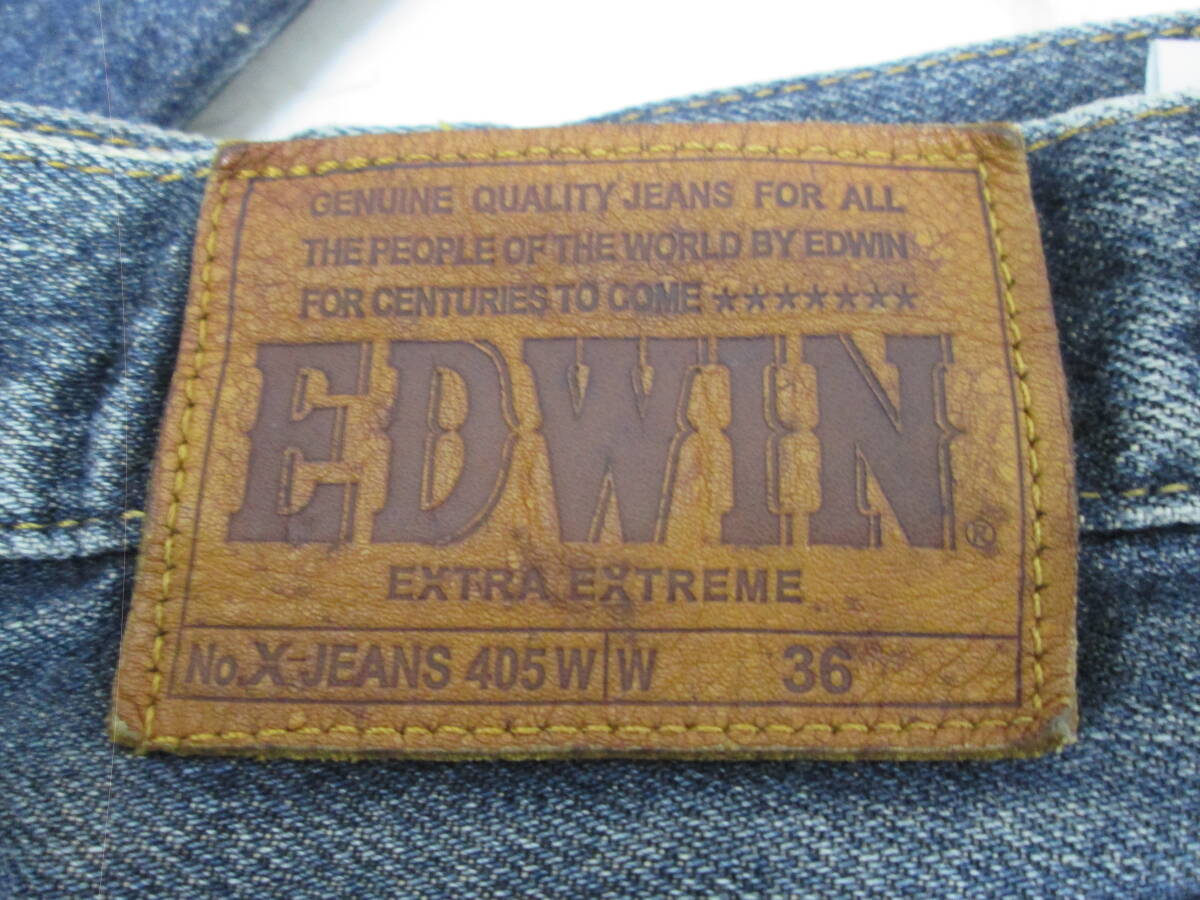 GENUINE QUALITY JEANS FOR ALL
THE PEOPLE OF THE WORLD BY EDWIN
FOR CENTURIES TO COME ★★★★★★★
EDWIN®
EXTRA EXTREME
No.X-JEANS 405W W 36